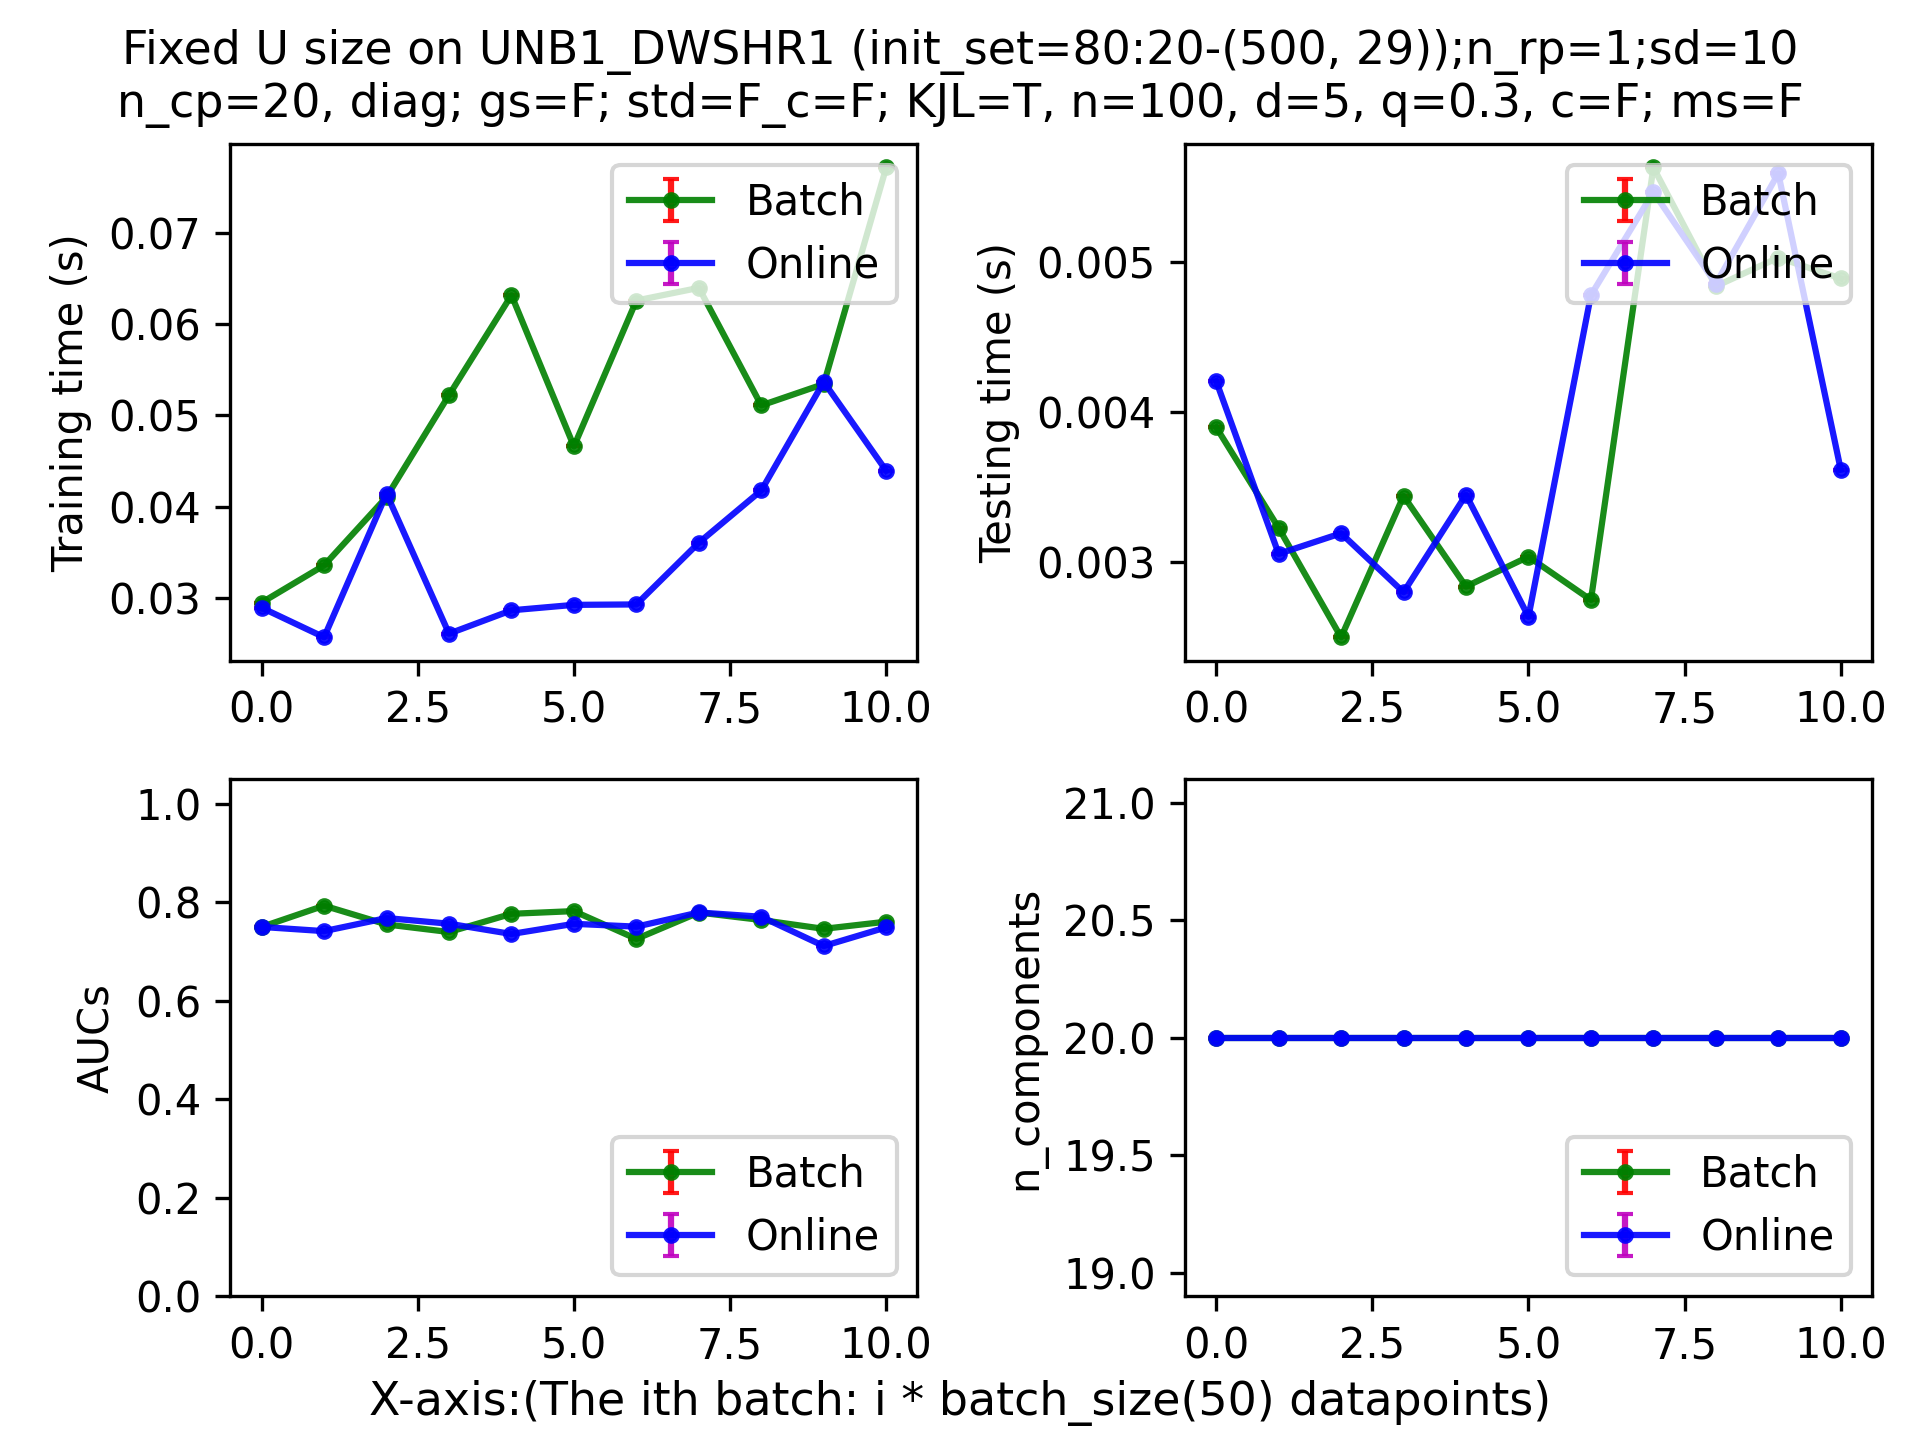 Fixed U size on UNB1_DWSHR1 (init_set=80:20-(500, 29));n_rp=1;sd=10
n_cp=20, diag; gs=F; std=F_c=F; KJL=T, n=100, d=5, q=0.3, c=F; ms=F
Training time (s)
0.07
0.06
0.05
0.04
0.03
Batch
Online
0.0 2.5 5.0 7.5 10.0
Testing time (s)
0.005
0.004
0.003
Batch
Online
0.0 2.5 5.0 7.5 10.0
AUCs
1.0
0.8
0.6
0.4
0.2
0.0
Batch
Online
0.0 2.5 5.0 7.5 10.0
n_components
21.0
20.5
20.0
19.5
19.0
Batch
Online
0.0 2.5 5.0 7.5 10.0
X-axis:(The ith batch: i * batch_size(50) datapoints)